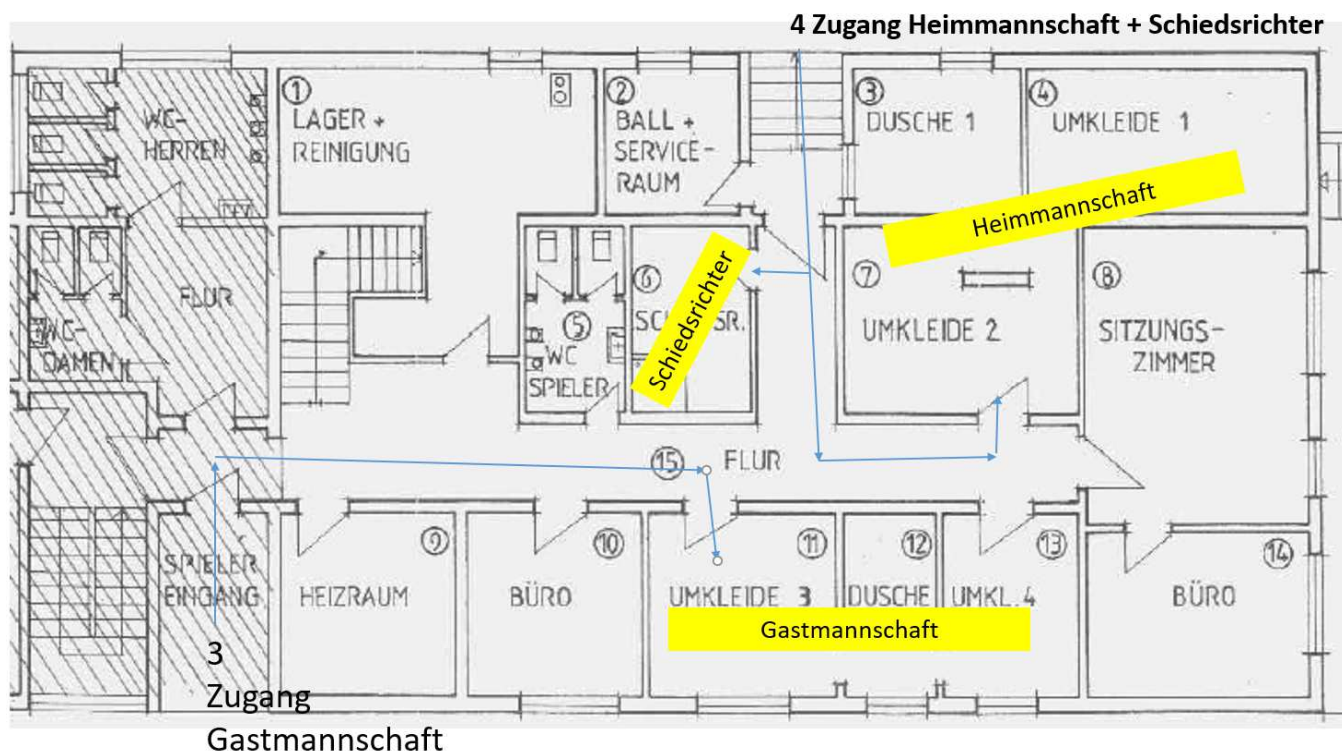 4 Zugang Heimmannschaft + Schiedsrichter
WC-
HERREN
1
LAGER +
REINIGUNG
2
BALL +
SERVICE-
RAUM
3
DUSCHE 1
4
UMKLEIDE 1
Heimmannschaft
FLUR
WC-
DAMEN
5
WC
SPIELER
6
Schiedsrichter
7
UMKLEIDE 2
8
SITZUNGS-
ZIMMER
15
FLUR
SPIELER
EINGANG
9
HEIZRAUM
10
BÜRO
11
UMKLEIDE 3
12
DUSCHE
13
UMKL. 4
14
BÜRO
Gastmannschaft
3
Zugang
Gastmannschaft